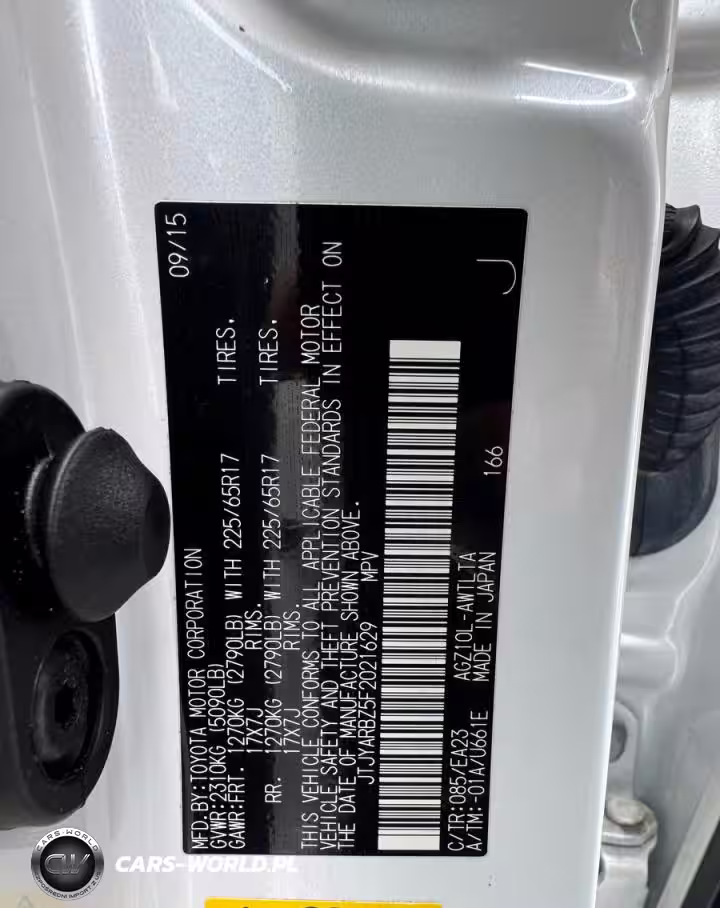 09/15
MFD.BY:TOYOTA MOTOR CORPORATION
GVWR:2310KG (5090LB)
GAWR:FRT. 1270KG (2790LB) WITH 225/65R17 TIRES.
17X7J RIMS.
RR. 1270KG (2790LB) WITH 225/65R17 TIRES.
17X7J RIMS.
THIS VEHICLE CONFORMS TO ALL APPLICABLE FEDERAL MOTOR
VEHICLE SAFETY AND THEFT PREVENTION STANDARDS IN EFFECT ON
THE DATE OF MANUFACTURE SHOWN ABOVE.
JTJYARBZ5F2021629 MPV
C/TR:085/EA23 AGZ10L-AWTLTA
A/TM:-01A/U661E MADE IN JAPAN 166
J
CARS-WORLD
CW
CARS-WORLD.PL